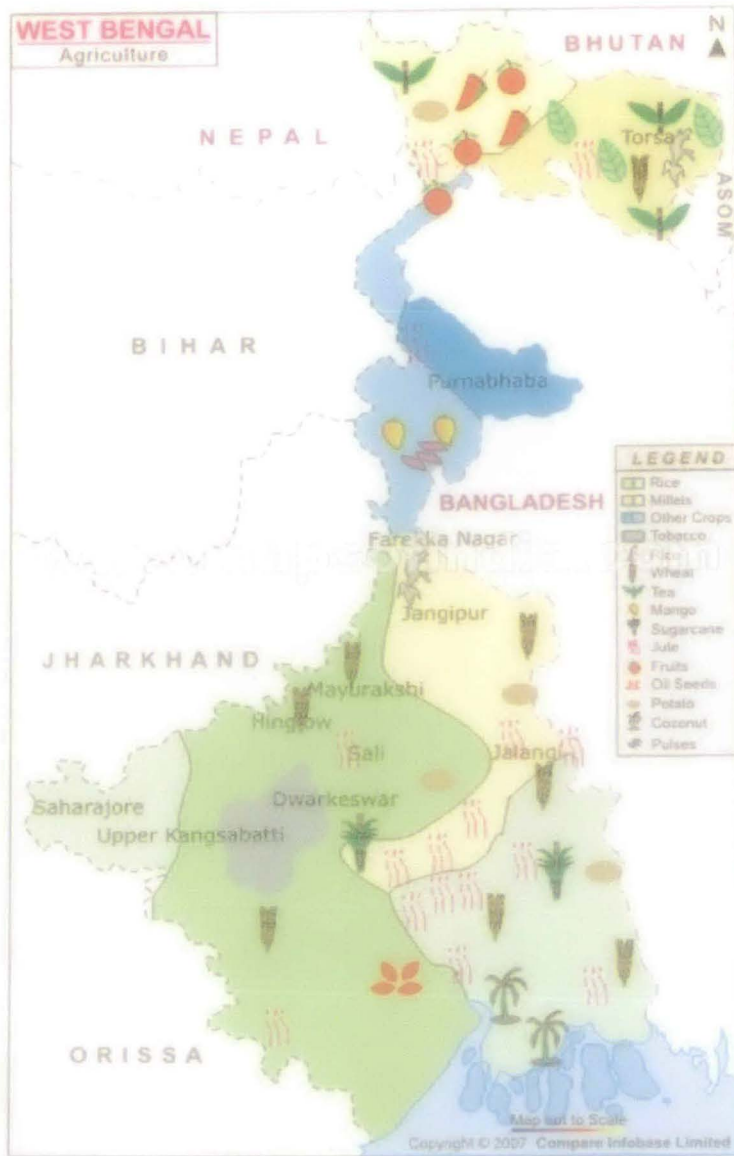 WEST BENGAL
Agriculture
N
BHUTAN
NEPAL
Torsa
ASOM
BIHAR
Purnabhaba
LEGEND
Rice
Millets
Other Crops
Tobacco
Wheat
Tea
Mango
Sugarcane
Jute
Fruits
Oil Seeds
Potato
Coconut
Pulses
BANGLADESH
Farekka Nagar
Jangipur
JHARKHAND
Mayurakshi
Hinglow
Sali
Jalangi
Saharajore
Dwarkeswar
Upper Kangsabatti
ORISSA
Map not to Scale
Copyright © 2007 Compare Infobase Limited